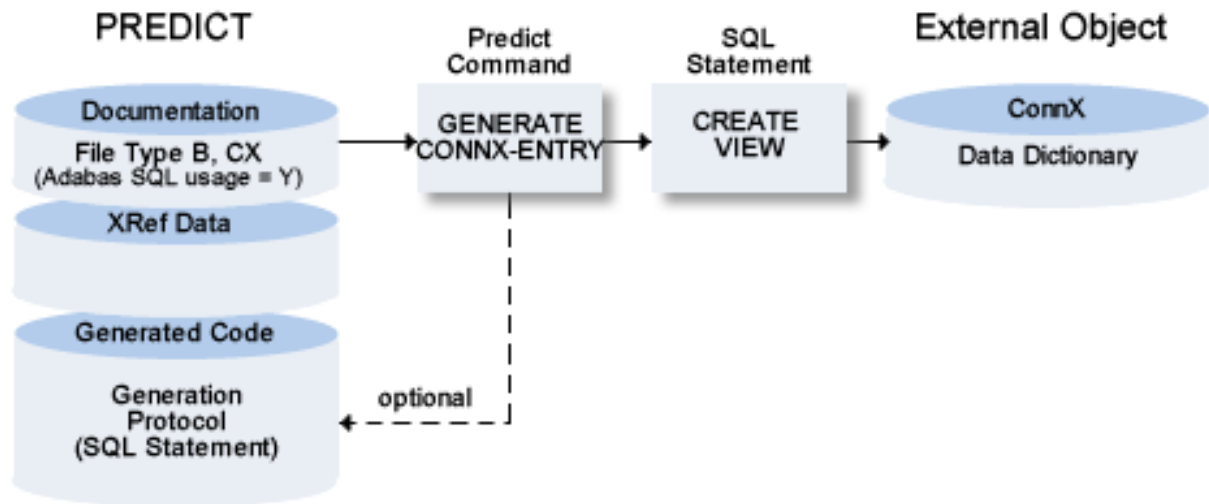 PREDICT
Documentation
File Type B, CX
(Adabas SQL usage = Y)
XRef Data
Generated Code
Generation
Protocol
(SQL Statement)
Predict
Command
GENERATE
CONNX-ENTRY
optional
SQL
Statement
CREATE
VIEW
External Object
ConnX
Data Dictionary